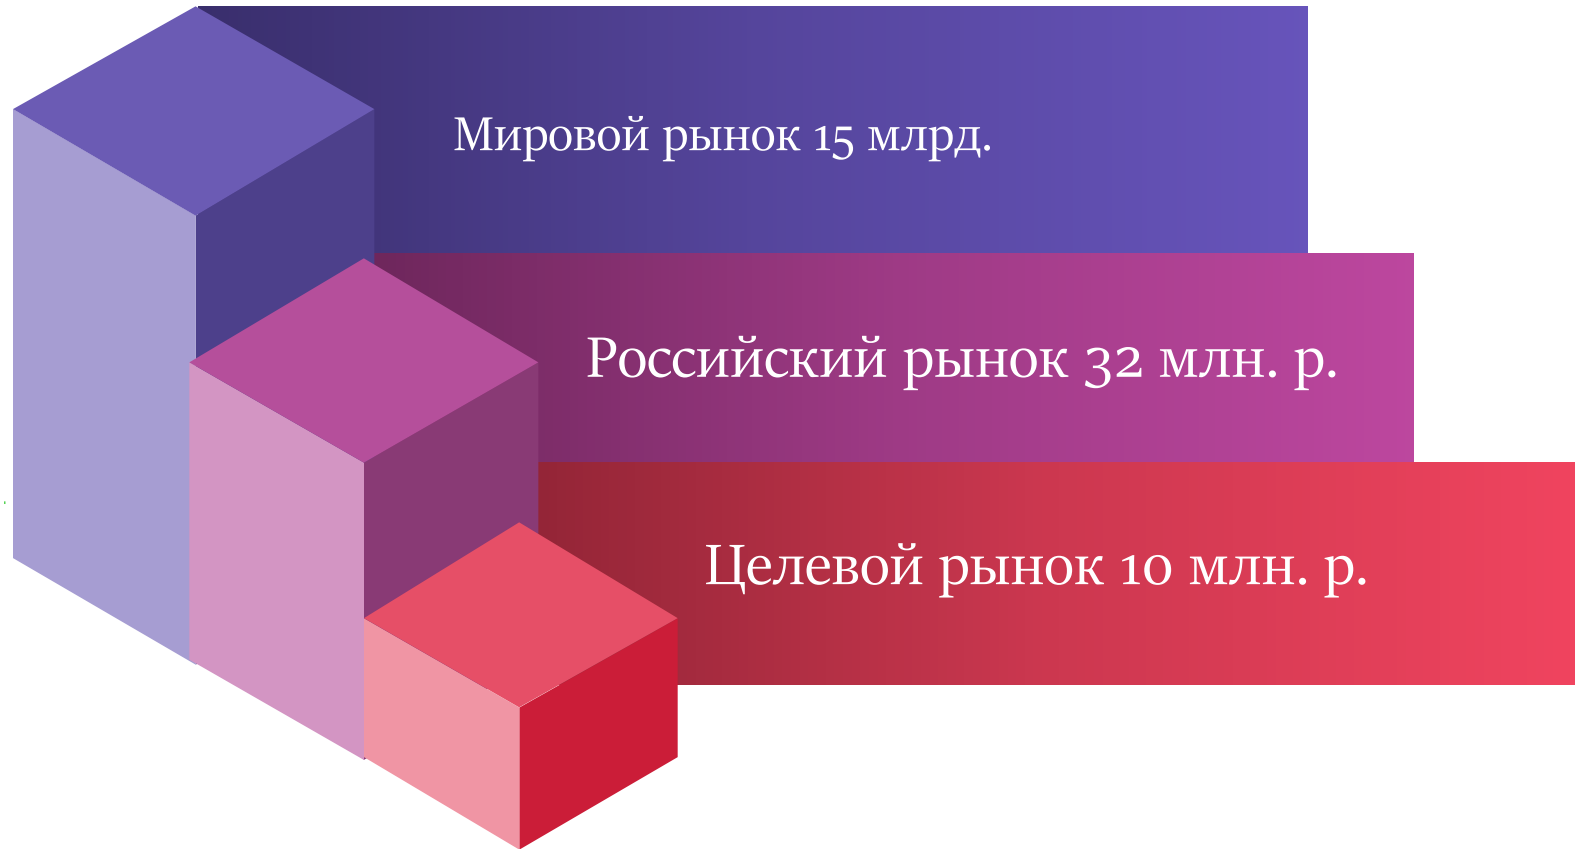 Мировой рынок 15 млрд.
Российский рынок 32 млн. р.
Целевой рынок 10 млн. р.